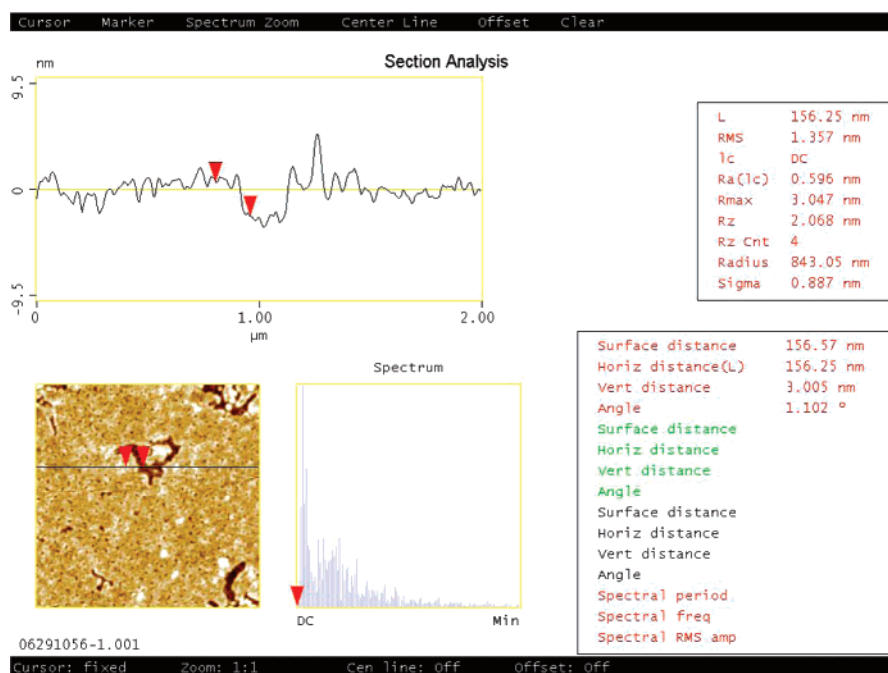 Cursor Marker Spectrum Zoom Center Line Offset Clear
nm
Section Analysis
9.5
0
-9.5
0 1.00 2.00
µm
L 156.25 nm
RMS 1.357 nm
lc DC
Ra(lc) 0.596 nm
Rmax 3.047 nm
Rz 2.068 nm
Rz Cnt 4
Radius 843.05 nm
Sigma 0.887 nm
Spectrum
DC Min
Surface distance 156.57 nm
Horiz distance(L) 156.25 nm
Vert distance 3.005 nm
Angle 1.102 º
Surface distance
Horiz distance
Vert distance
Angle
Surface distance
Horiz distance
Vert distance
Angle
Spectral period
Spectral freq
Spectral RMS amp
06291056-1.001
Cursor: fixed Zoom: 1:1 Cen line: Off Offset: Off